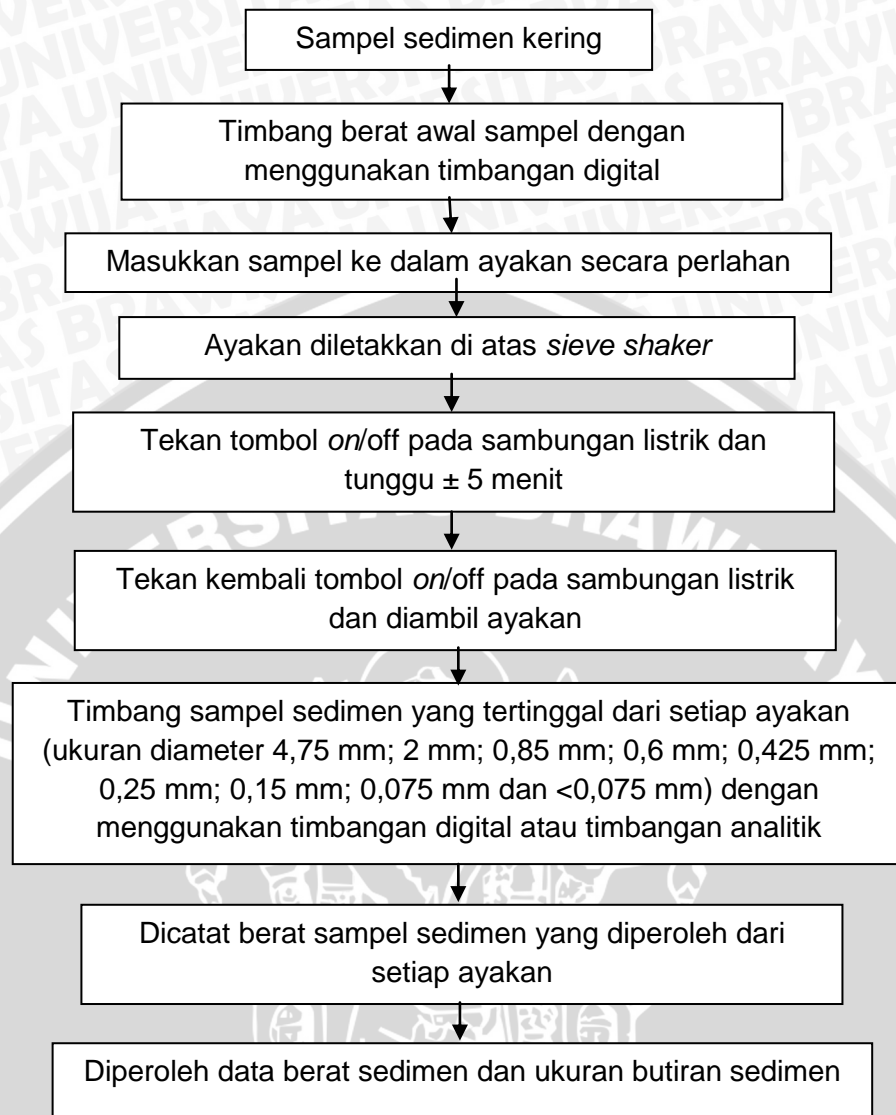 Sampel sedimen kering
Timbang berat awal sampel dengan
menggunakan timbangan digital
Masukkan sampel ke dalam ayakan secara perlahan
Ayakan diletakkan di atas sieve shaker
Tekan tombol on/off pada sambungan listrik dan
tunggu ± 5 menit
Tekan kembali tombol on/off pada sambungan listrik
dan diambil ayakan
Timbang sampel sedimen yang tertinggal dari setiap ayakan
(ukuran diameter 4,75 mm; 2 mm; 0,85 mm; 0,6 mm; 0,425 mm;
0,25 mm; 0,15 mm; 0,075 mm dan <0,075 mm) dengan
menggunakan timbangan digital atau timbangan analitik
Dicatat berat sampel sedimen yang diperoleh dari
setiap ayakan
Diperoleh data berat sedimen dan ukuran butiran sedimen